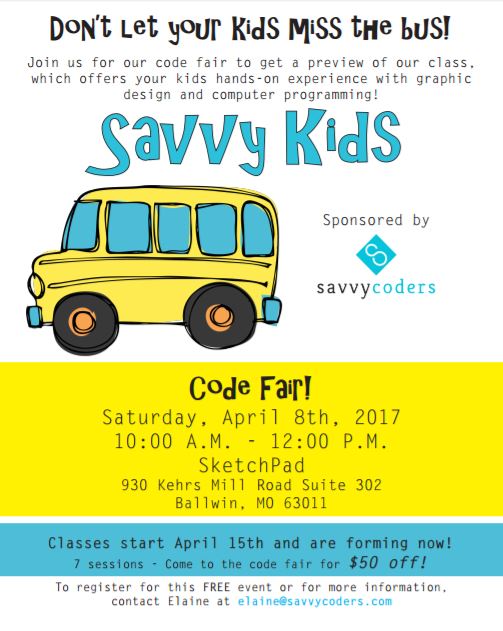 Don't Let your Kids Miss the bus!
Join us for our code fair to get a preview of our class,
which offers your kids hands-on experience with graphic
design and computer programming!
Savvy Kids
Sponsored by
savvycoders
Code Fair!
Saturday, April 8th, 2017
10:00 A.M. - 12:00 P.M.
SketchPad
930 Kehrs Mill Road Suite 302
Ballwin, MO 63011
Classes start April 15th and are forming now!
7 sessions - Come to the code fair for $50 off!
To register for this FREE event or for more information,
contact Elaine at elaine@savvycoders.com